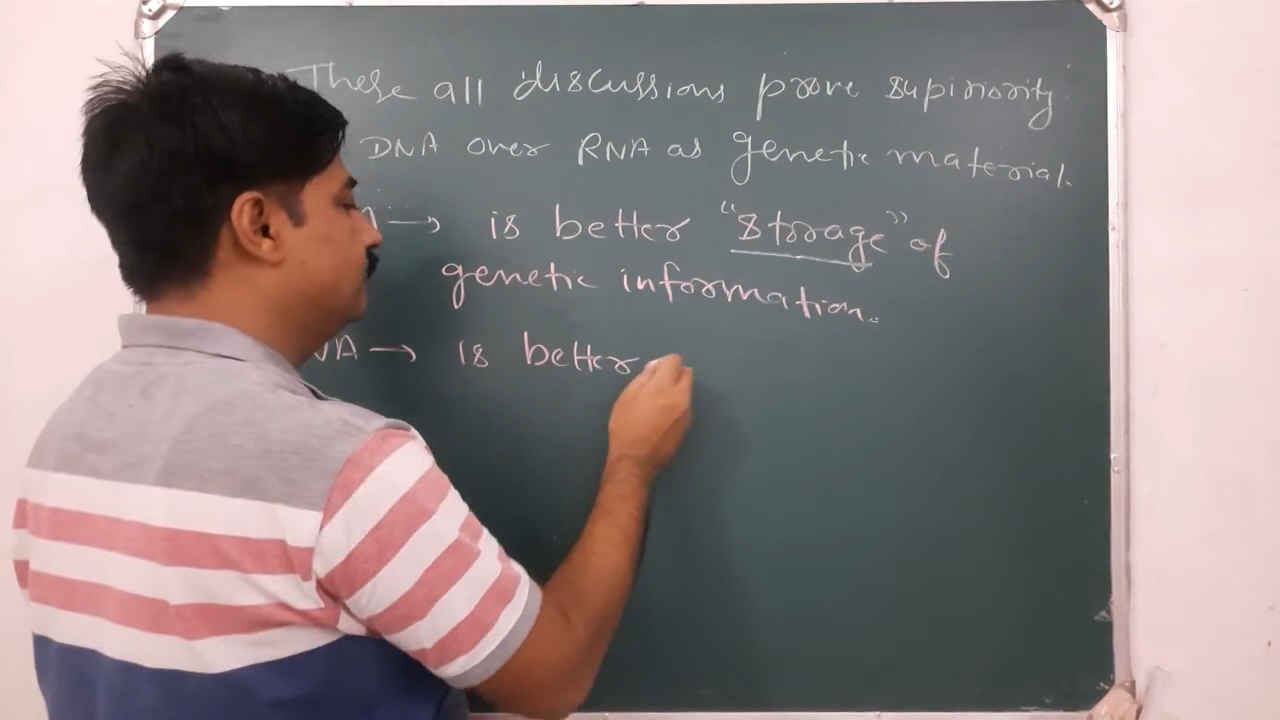 These all discussions prove supiriority
DNA over RNA as genetic material.
A → is better "storage" of
genetic information.
NA → is better